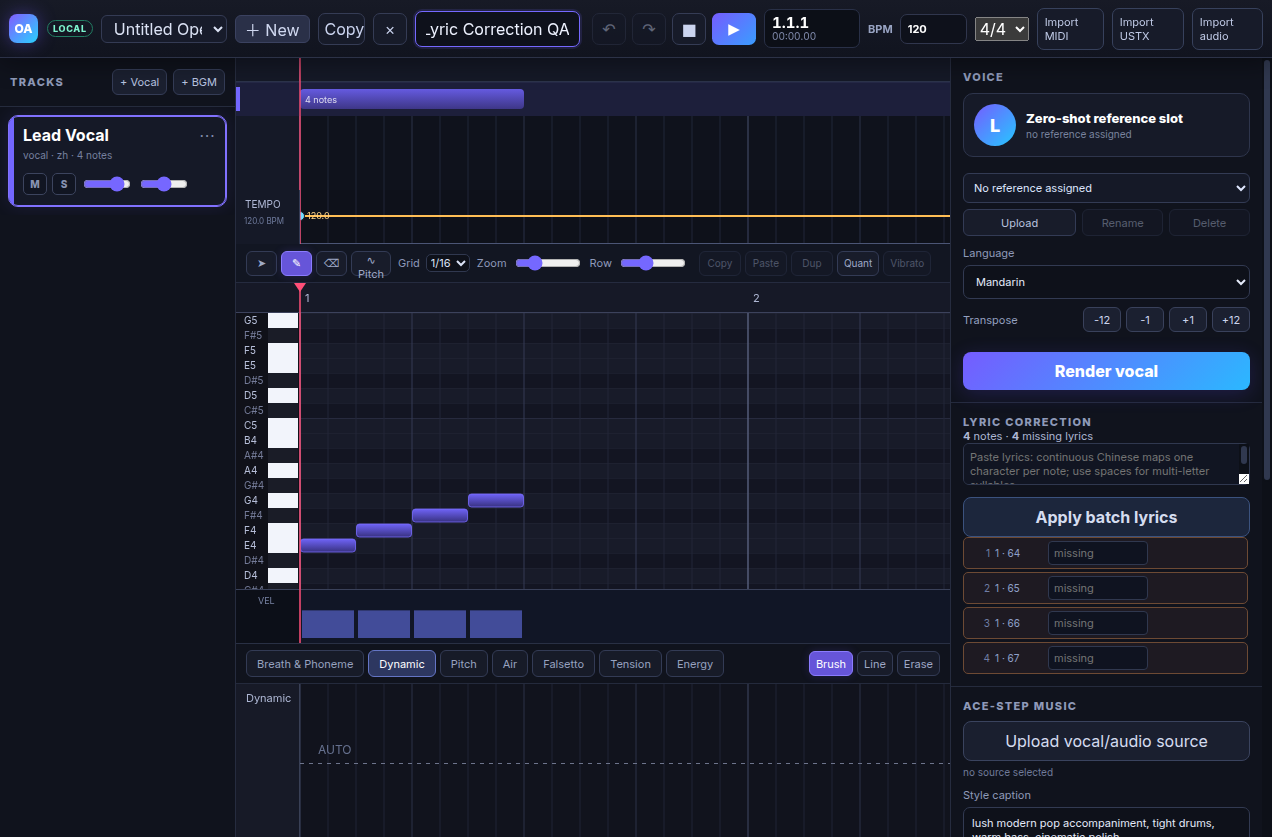 OA LOCAL Untitled Ope + New Copy × Lyric Correction QA ↶ ↷ ■ ▶ 1.1.1 BPM 120 4/4 Import MIDI Import USTX Import audio
00:00.00
TRACKS + Vocal + BGM
Lead Vocal ···
vocal · zh · 4 notes
M S
4 notes
TEMPO
120.0 BPM
120.0
Pitch Grid 1/16 Zoom Row Copy Paste Dup Quant Vibrato
1 2
G5
F#5
F5
E5
D#5
D5
C#5
C5
B4
A#4
A4
G#4
G4
F#4
F4
E4
D#4
D4
VEL
Breath & Phoneme Dynamic Pitch Air Falsetto Tension Energy Brush Line Erase
Dynamic
AUTO
VOICE
L Zero-shot reference slot
no reference assigned
No reference assigned
Upload Rename Delete
Language
Mandarin
Transpose -12 -1 +1 +12
Render vocal
LYRIC CORRECTION
4 notes · 4 missing lyrics
Paste lyrics: continuous Chinese maps one
character per note; use spaces for multi-letter
Apply batch lyrics
1 1 · 64 missing
2 1 · 65 missing
3 1 · 66 missing
4 1 · 67 missing
ACE-STEP MUSIC
Upload vocal/audio source
no source selected
Style caption
lush modern pop accompaniment, tight drums,
warm bass, cinematic polish